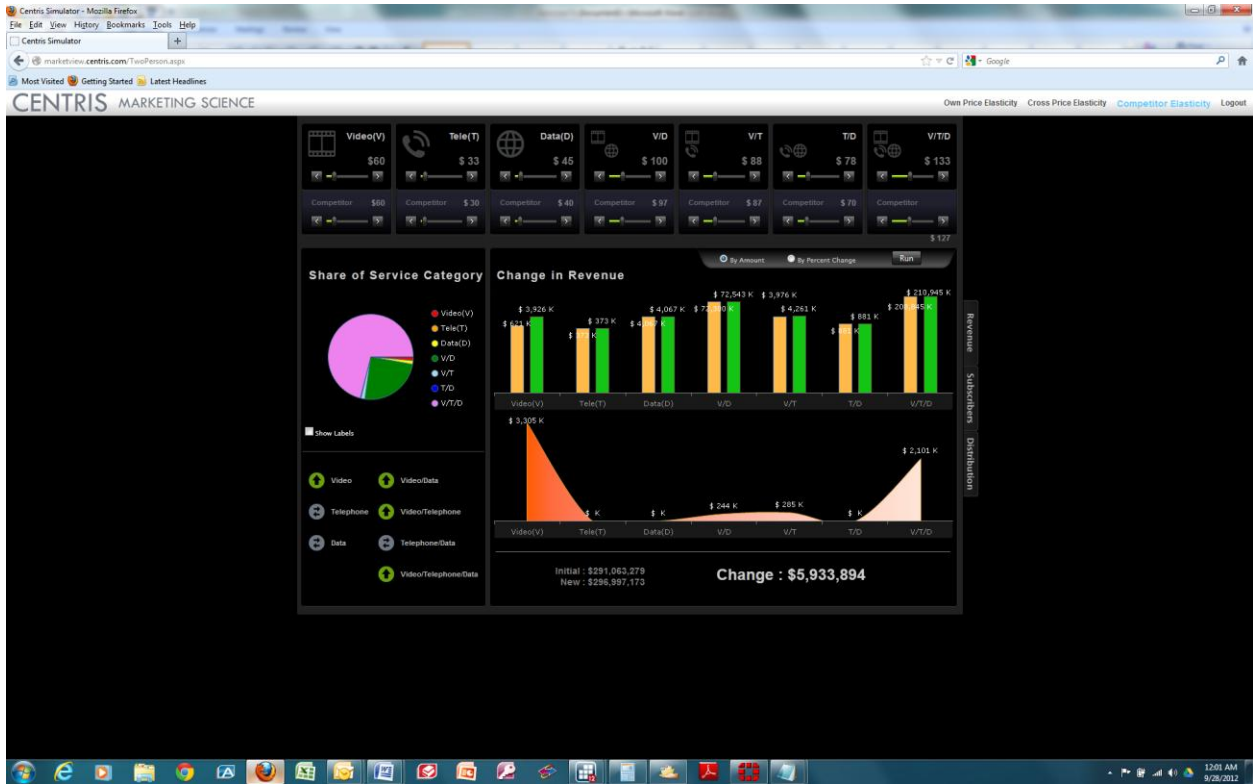 Centris Simulator - Mozilla Firefox
File Edit View History Bookmarks Tools Help
Centris Simulator +
marketview.centris.com/TwoPerson.aspx Google
Most Visited Getting Started Latest Headlines
CENTRIS MARKETING SCIENCE Own Price Elasticity Cross Price Elasticity Competitor Elasticity Logout
Video(V) Tele(T) Data(D) V/D V/T T/D V/T/D
$60 $ 33 $ 45 $ 100 $ 88 $ 78 $ 133
Competitor $60 Competitor $ 30 Competitor $ 40 Competitor $ 97 Competitor $ 87 Competitor $ 70 Competitor
$ 127
By Amount By Percent Change Run
Share of Service Category
Video(V)
Tele(T)
Data(D)
V/D
V/T
T/D
V/T/D
Show Labels
Video Video/Data
Telephone Video/Telephone
Data Telephone/Data
Video/Telephone/Data
Change in Revenue
$ 72,543 K $ 3,976 K $ 210,945 K
$ 3,926 K $ 373 K $ 4,067 K $ 4,261 K $ 881 K
$ 621 K
Video(V) Tele(T) Data(D) V/D V/T T/D V/T/D
$ 3,305 K $ K $ K $ 244 K $ 285 K $ K $ 2,101 K
Video(V) Tele(T) Data(D) V/D V/T T/D V/T/D
Initial : $291,063,279
New : $296,997,173
Change : $5,933,894
Revenue
Subscribers
Distribution
12:01 AM
9/28/2012